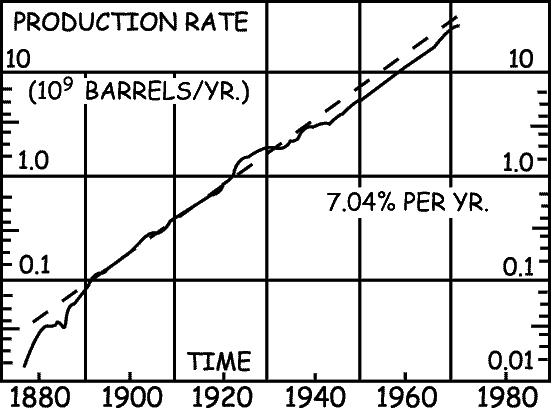 PRODUCTION RATE
10 10
(10⁹ BARRELS/YR.)
1.0 1.0
7.04% PER YR.
0.1 0.1
TIME 0.01
1880 1900 1920 1940 1960 1980